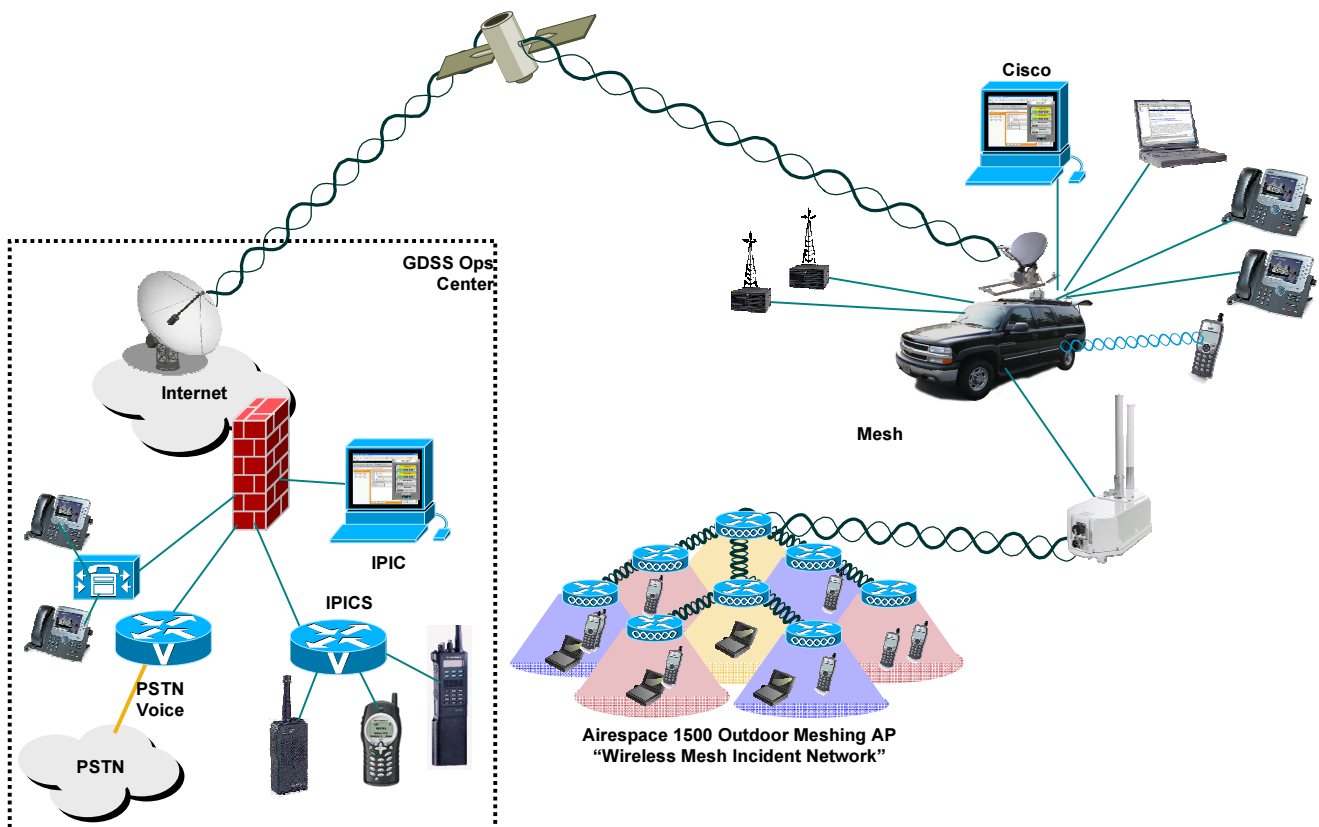 Cisco
GDSS Ops
Center
Internet
Mesh
IPIC
IPICS
V
V
PSTN
Voice
PSTN
Airespace 1500 Outdoor Meshing AP
“Wireless Mesh Incident Network”